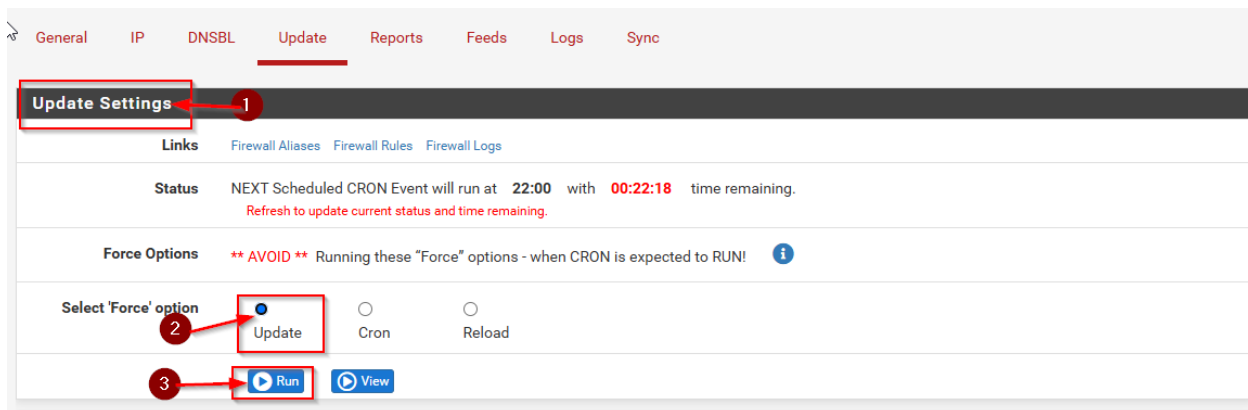 General IP DNSBL Update Reports Feeds Logs Sync
Update Settings 1
Links Firewall Aliases Firewall Rules Firewall Logs
Status NEXT Scheduled CRON Event will run at 22:00 with 00:22:18 time remaining.
Refresh to update current status and time remaining.
Force Options ** AVOID ** Running these “Force” options - when CRON is expected to RUN! i
Select 'Force' option
2 Update Cron Reload
3 Run View